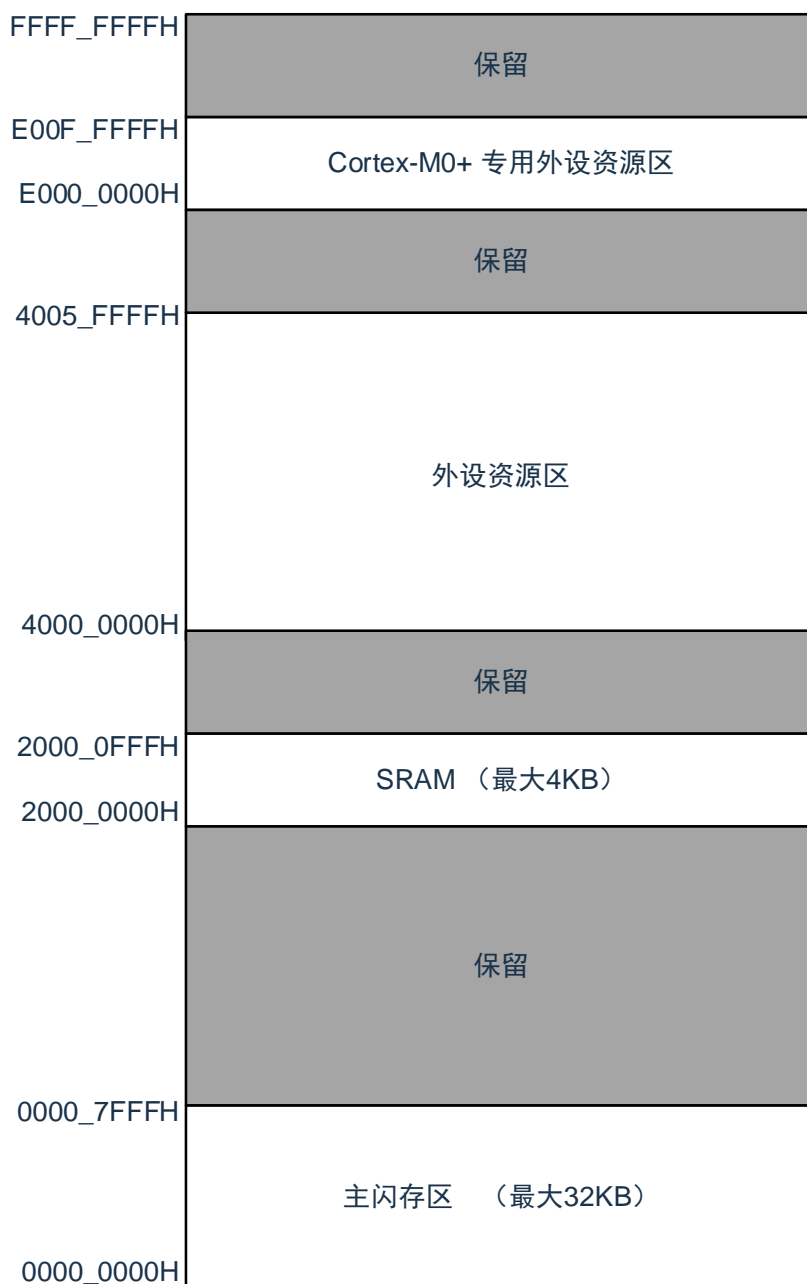 FFFF_FFFFH
保留
E00F_FFFFH
Cortex-M0+ 专用外设资源区
E000_0000H
保留
4005_FFFFH
外设资源区
4000_0000H
保留
2000_0FFFH
SRAM （最大4KB）
2000_0000H
保留
0000_7FFFH
主闪存区 （最大32KB）
0000_0000H